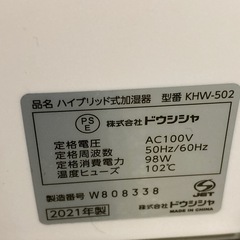 品名 ハイブリッド式加湿器 型番 KHW-502
PS
E
株式会社ドウシシャ
定格電圧 AC100V
定格周波数 50Hz/60Hz
定格消費電力 98W
温度ヒューズ 102℃
製造番号 W808338
JET
2021年製
株式会社ドウシシャ
MADE IN CHINA